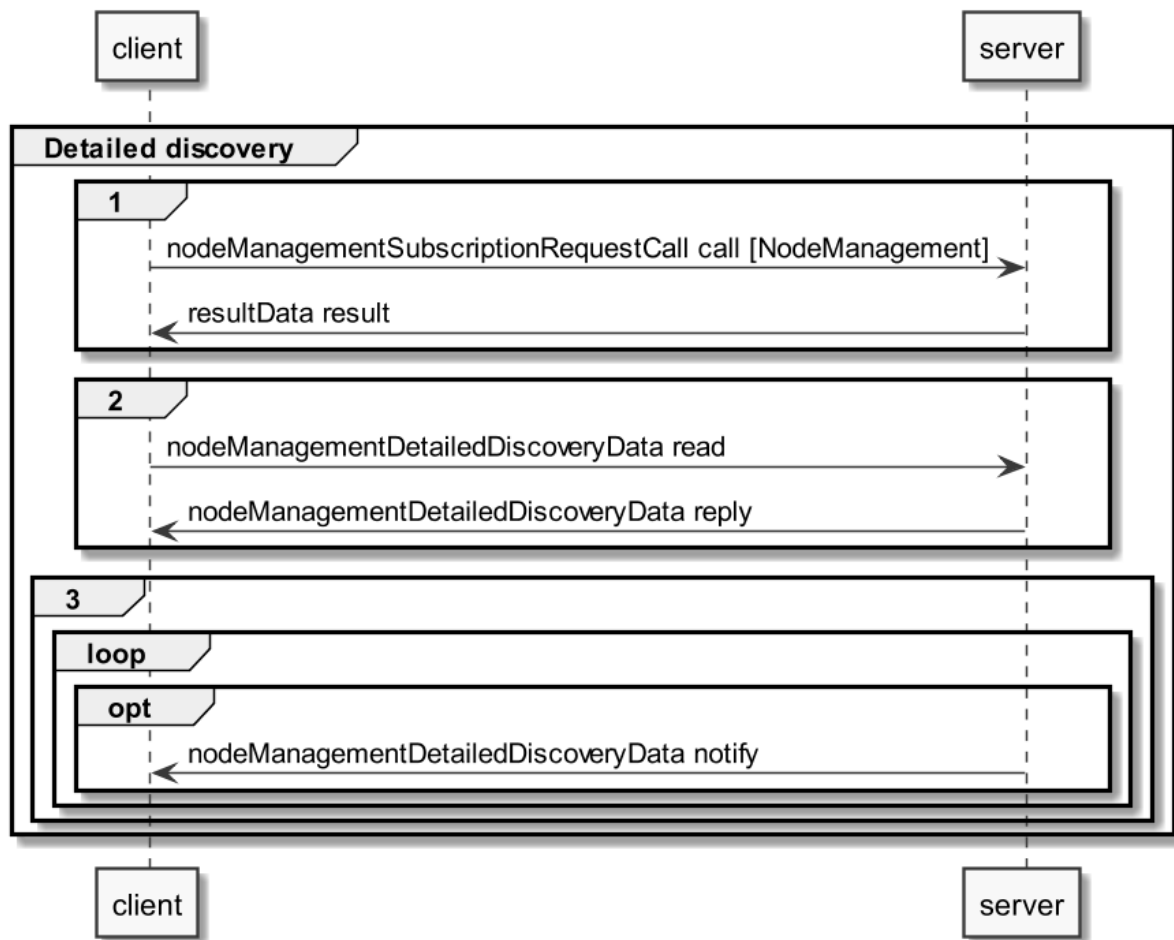 client server
Detailed discovery
1
nodeManagementSubscriptionRequestCall call [NodeManagement]
resultData result
2
nodeManagementDetailedDiscoveryData read
nodeManagementDetailedDiscoveryData reply
3
loop
opt
nodeManagementDetailedDiscoveryData notify
client server